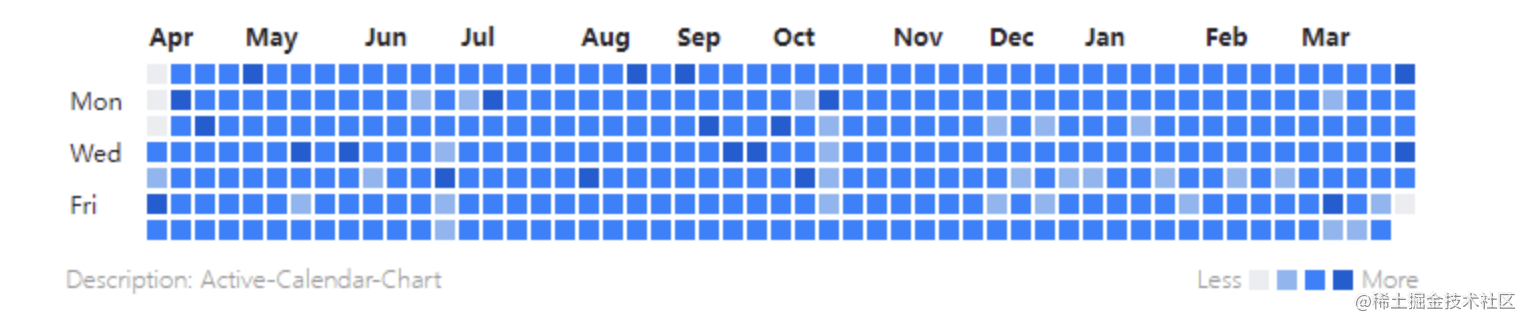 Apr May Jun Jul Aug Sep Oct Nov Dec Jan Feb Mar
Mon
Wed
Fri
Description: Active-Calendar-Chart
Less More
@稀土掘金技术社区